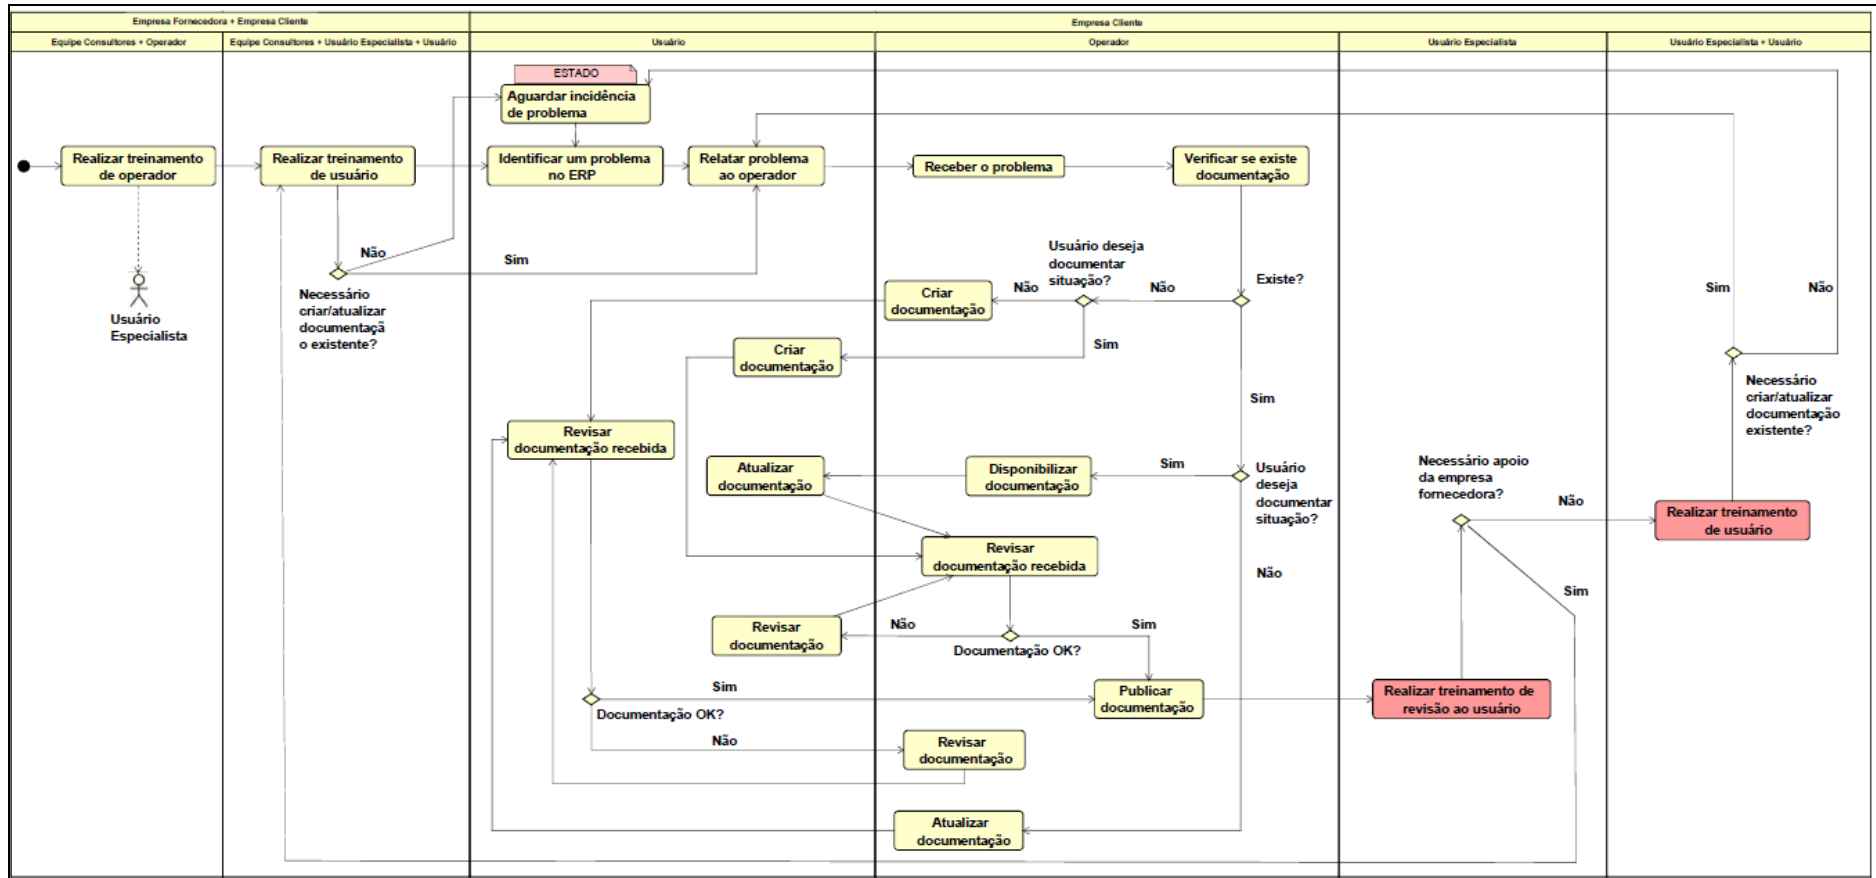 Empresa Fornecedora + Empresa Cliente
Empresa Cliente
Equipe Consultores + Operador
Equipe Consultores + Usuário Especialista + Usuário
Usuário
Operador
Usuário Especialista
Usuário Especialista + Usuário
ESTADO
Aguardar incidência
de problema
Realizar treinamento
de operador
Realizar treinamento
de usuário
Identificar um problema
no ERP
Relatar problema
ao operador
Receber o problema
Verificar se existe
documentação
Não
Sim
Necessário
criar/atualizar
documentaçã
o existente?
Usuário
Especialista
Usuário deseja
documentar
situação?
Existe?
Não
Não
Criar
documentação
Sim
Criar
documentação
Sim
Sim
Não
Necessário
criar/atualizar
documentação
existente?
Revisar
documentação recebida
Atualizar
documentação
Disponibilizar
documentação
Sim
Usuário
deseja
documentar
situação?
Necessário apoio
da empresa
fornecedora?
Não
Realizar treinamento
de usuário
Revisar
documentação recebida
Não
Sim
Revisar
documentação
Não
Sim
Documentação OK?
Sim
Documentação OK?
Publicar
documentação
Realizar treinamento de
revisão ao usuário
Não
Revisar
documentação
Atualizar
documentação